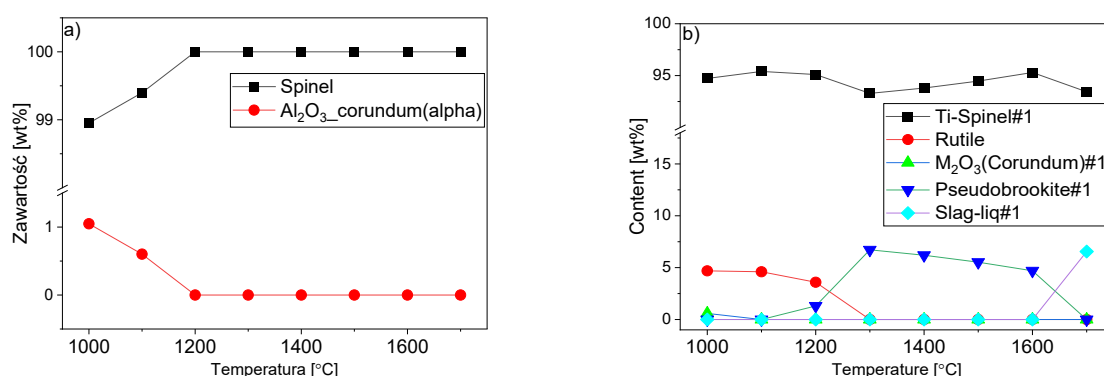 a)
Zawartość [wt%]
100
99
1
0
Spinel
Al₂O₃_corundum(alpha)
1000 1200 1400 1600
Temperatura [°C]
b)
Content [wt%]
100
95
15
10
5
0
Ti-Spinel#1
Rutile
M₂O₃(Corundum)#1
Pseudobrookite#1
Slag-liq#1
1000 1200 1400 1600
Temperature [°C]